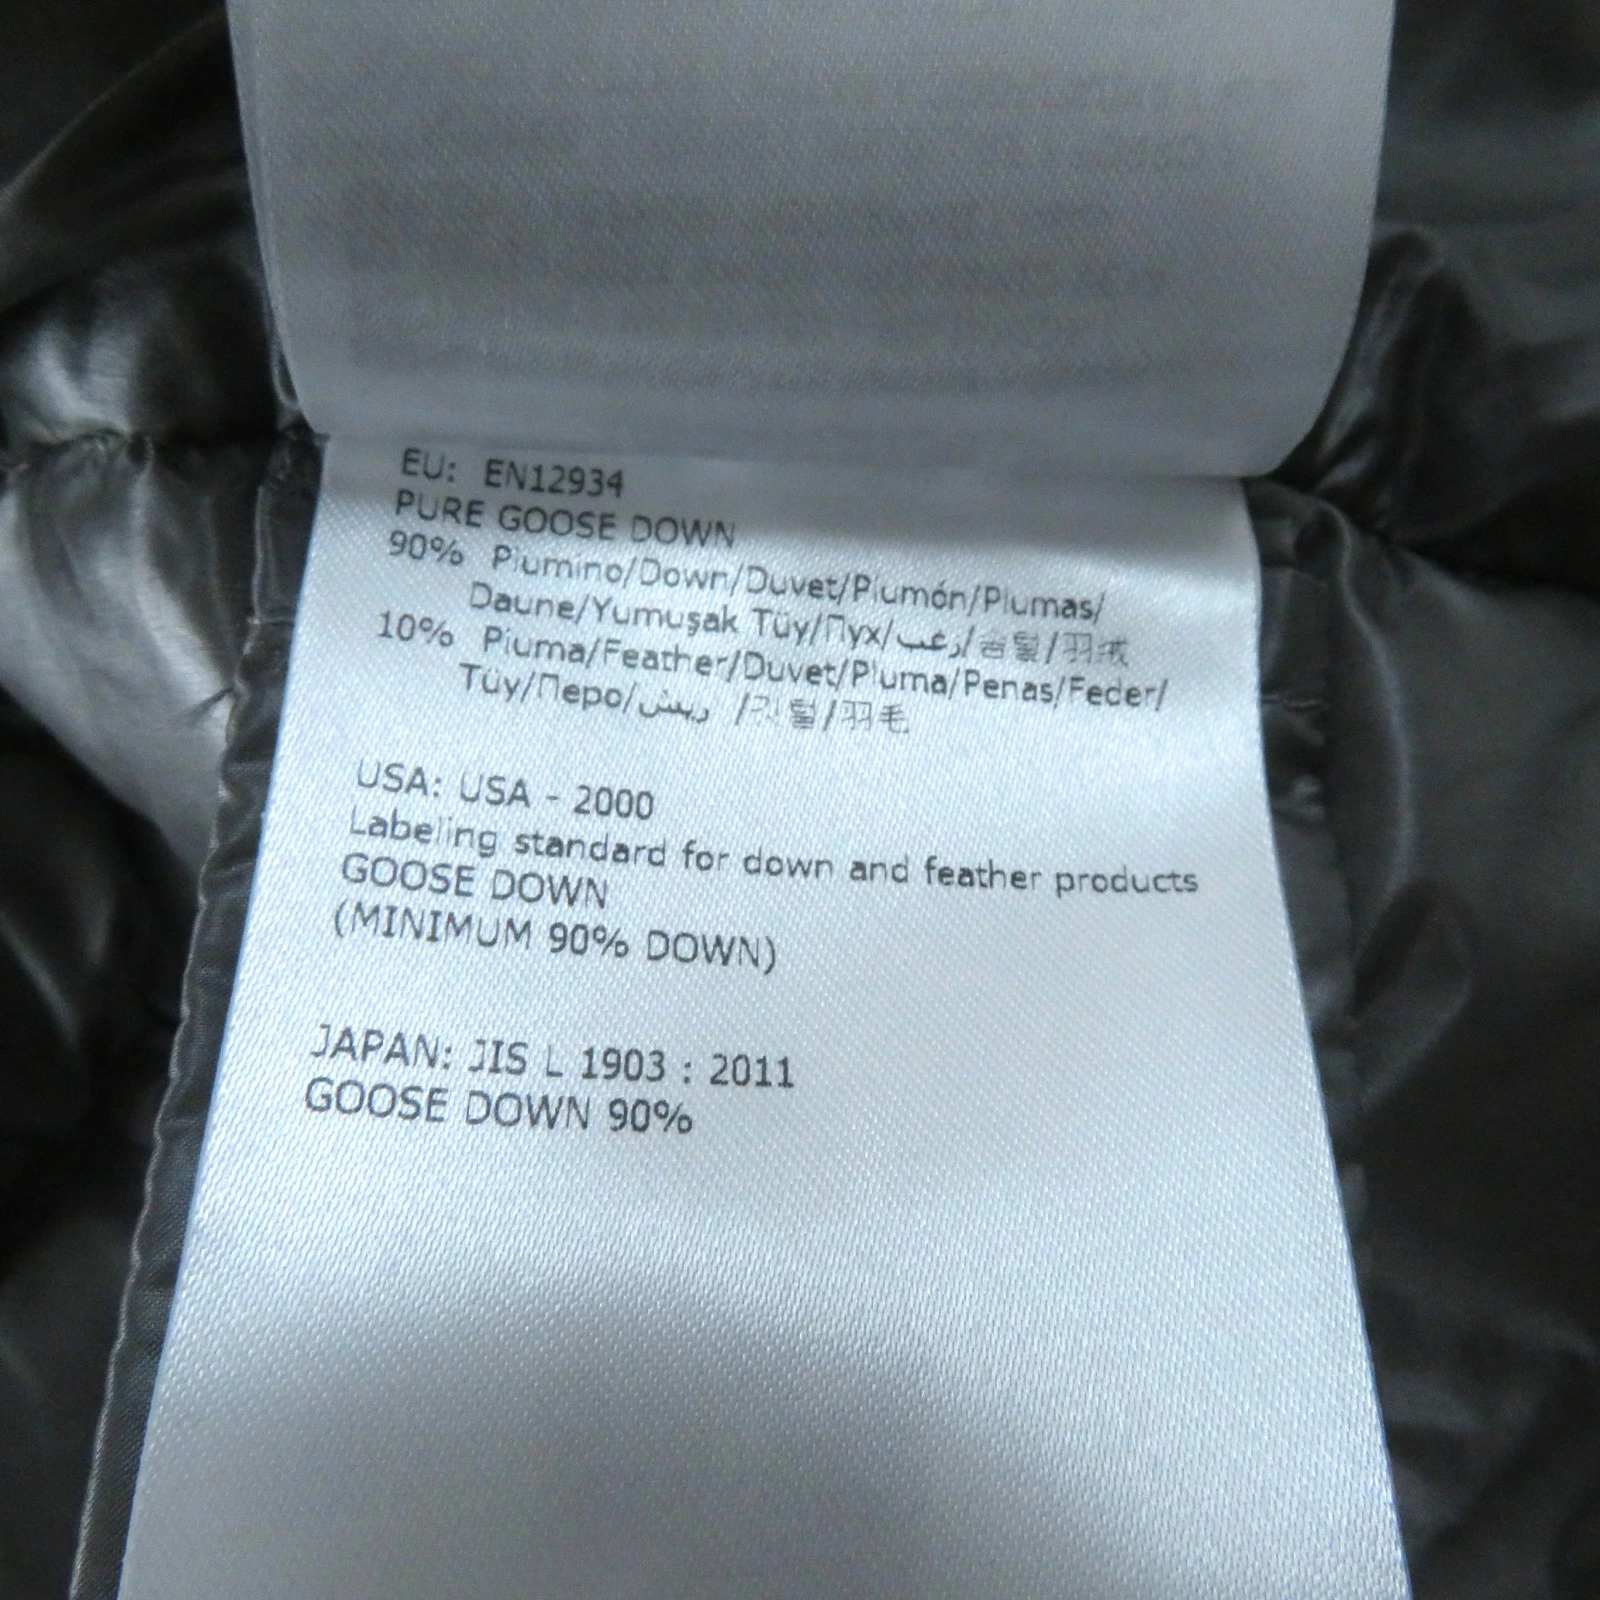 EU: EN12934
PURE GOOSE DOWN
90% Piumino/Down/Duvet/Plumón/Plumas/
Daune/Yumuşak Tüy/Пух/زغب/솜털/羽绒
10% Piuma/Feather/Duvet/Pluma/Penas/Feder/
Tüy/Перо/ريش /깃털/羽毛
USA: USA - 2000
Labeling standard for down and feather products
GOOSE DOWN
(MINIMUM 90% DOWN)
JAPAN: JIS L 1903 : 2011
GOOSE DOWN 90%